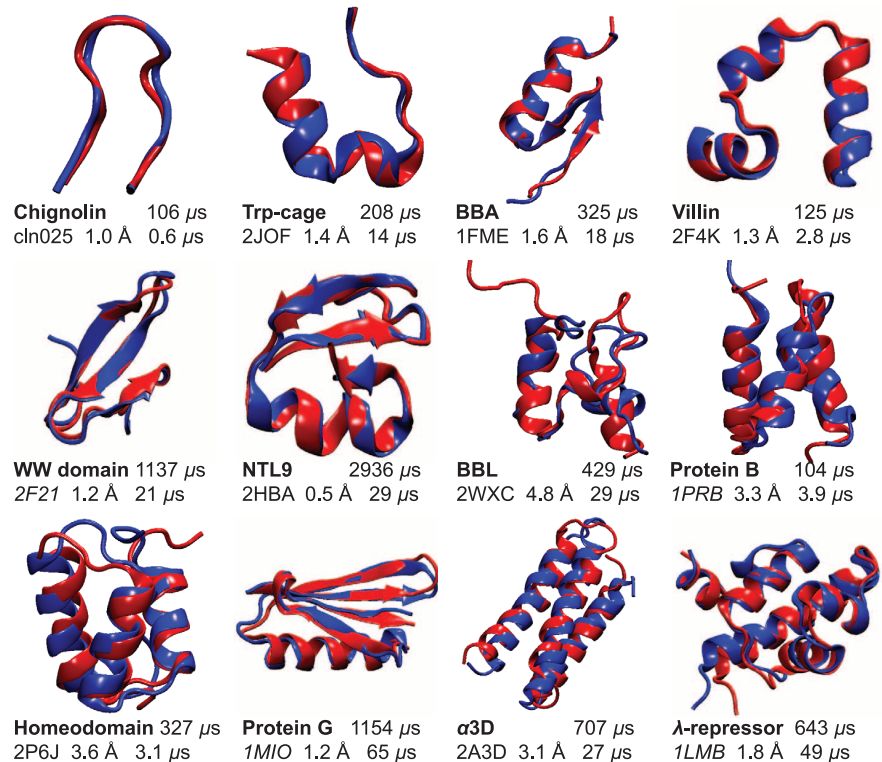 Chignolin 106 μs
cln025 1.0 Å 0.6 μs
Trp-cage 208 μs
2JOF 1.4 Å 14 μs
BBA 325 μs
1FME 1.6 Å 18 μs
Villin 125 μs
2F4K 1.3 Å 2.8 μs
WW domain 1137 μs
2F21 1.2 Å 21 μs
NTL9 2936 μs
2HBA 0.5 Å 29 μs
BBL 429 μs
2WXC 4.8 Å 29 μs
Protein B 104 μs
1PRB 3.3 Å 3.9 μs
Homeodomain 327 μs
2P6J 3.6 Å 3.1 μs
Protein G 1154 μs
1MIO 1.2 Å 65 μs
α3D 707 μs
2A3D 3.1 Å 27 μs
λ-repressor 643 μs
1LMB 1.8 Å 49 μs